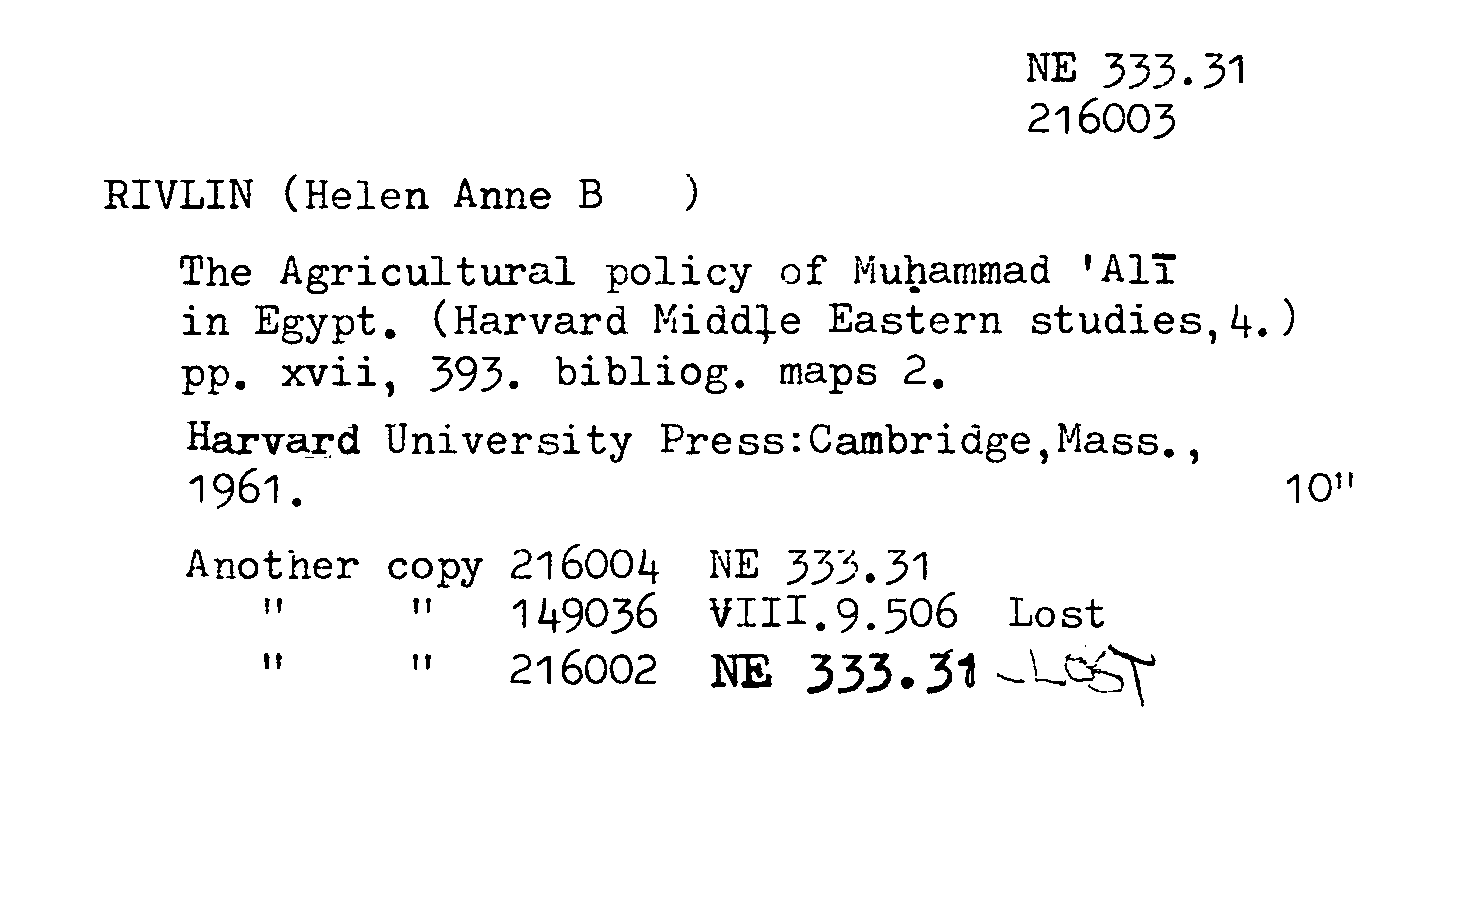 NE 333.31
216003
RIVLIN (Helen Anne B   )
The Agricultural policy of Muḥammad 'Alī
in Egypt. (Harvard Middle Eastern studies,4.)
pp. xvii, 393. bibliog. maps 2.
Harvard University Press:Cambridge,Mass.,
1961. 10"
Another copy 216004 NE 333.31
" " 149036 VIII.9.506 Lost
" " 216002 NE 333.31 - LOST